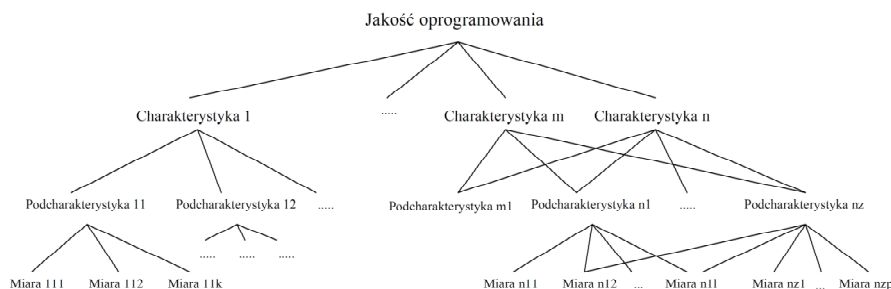 Jakość oprogramowania
Charakterystyka 1 ..... Charakterystyka m Charakterystyka n
Podcharakterystyka 11 Podcharakterystyka 12 ..... Podcharakterystyka m1 Podcharakterystyka n1 ..... Podcharakterystyka nz
..... ..... .....
Miara 111 Miara 112 Miara 11k Miara n11 Miara n12 ... Miara n1l Miara nz1 ... Miara nzp